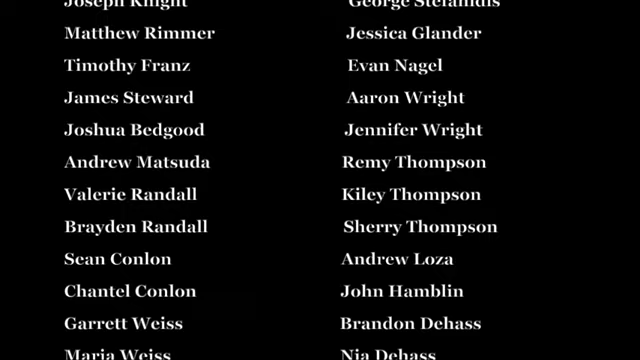 Joseph Knight George Stefanidis
Matthew Rimmer Jessica Glander
Timothy Franz Evan Nagel
James Steward Aaron Wright
Joshua Bedgood Jennifer Wright
Andrew Matsuda Remy Thompson
Valerie Randall Kiley Thompson
Brayden Randall Sherry Thompson
Sean Conlon Andrew Loza
Chantel Conlon John Hamblin
Garrett Weiss Brandon Dehass
Maria Weiss Nia Dehass